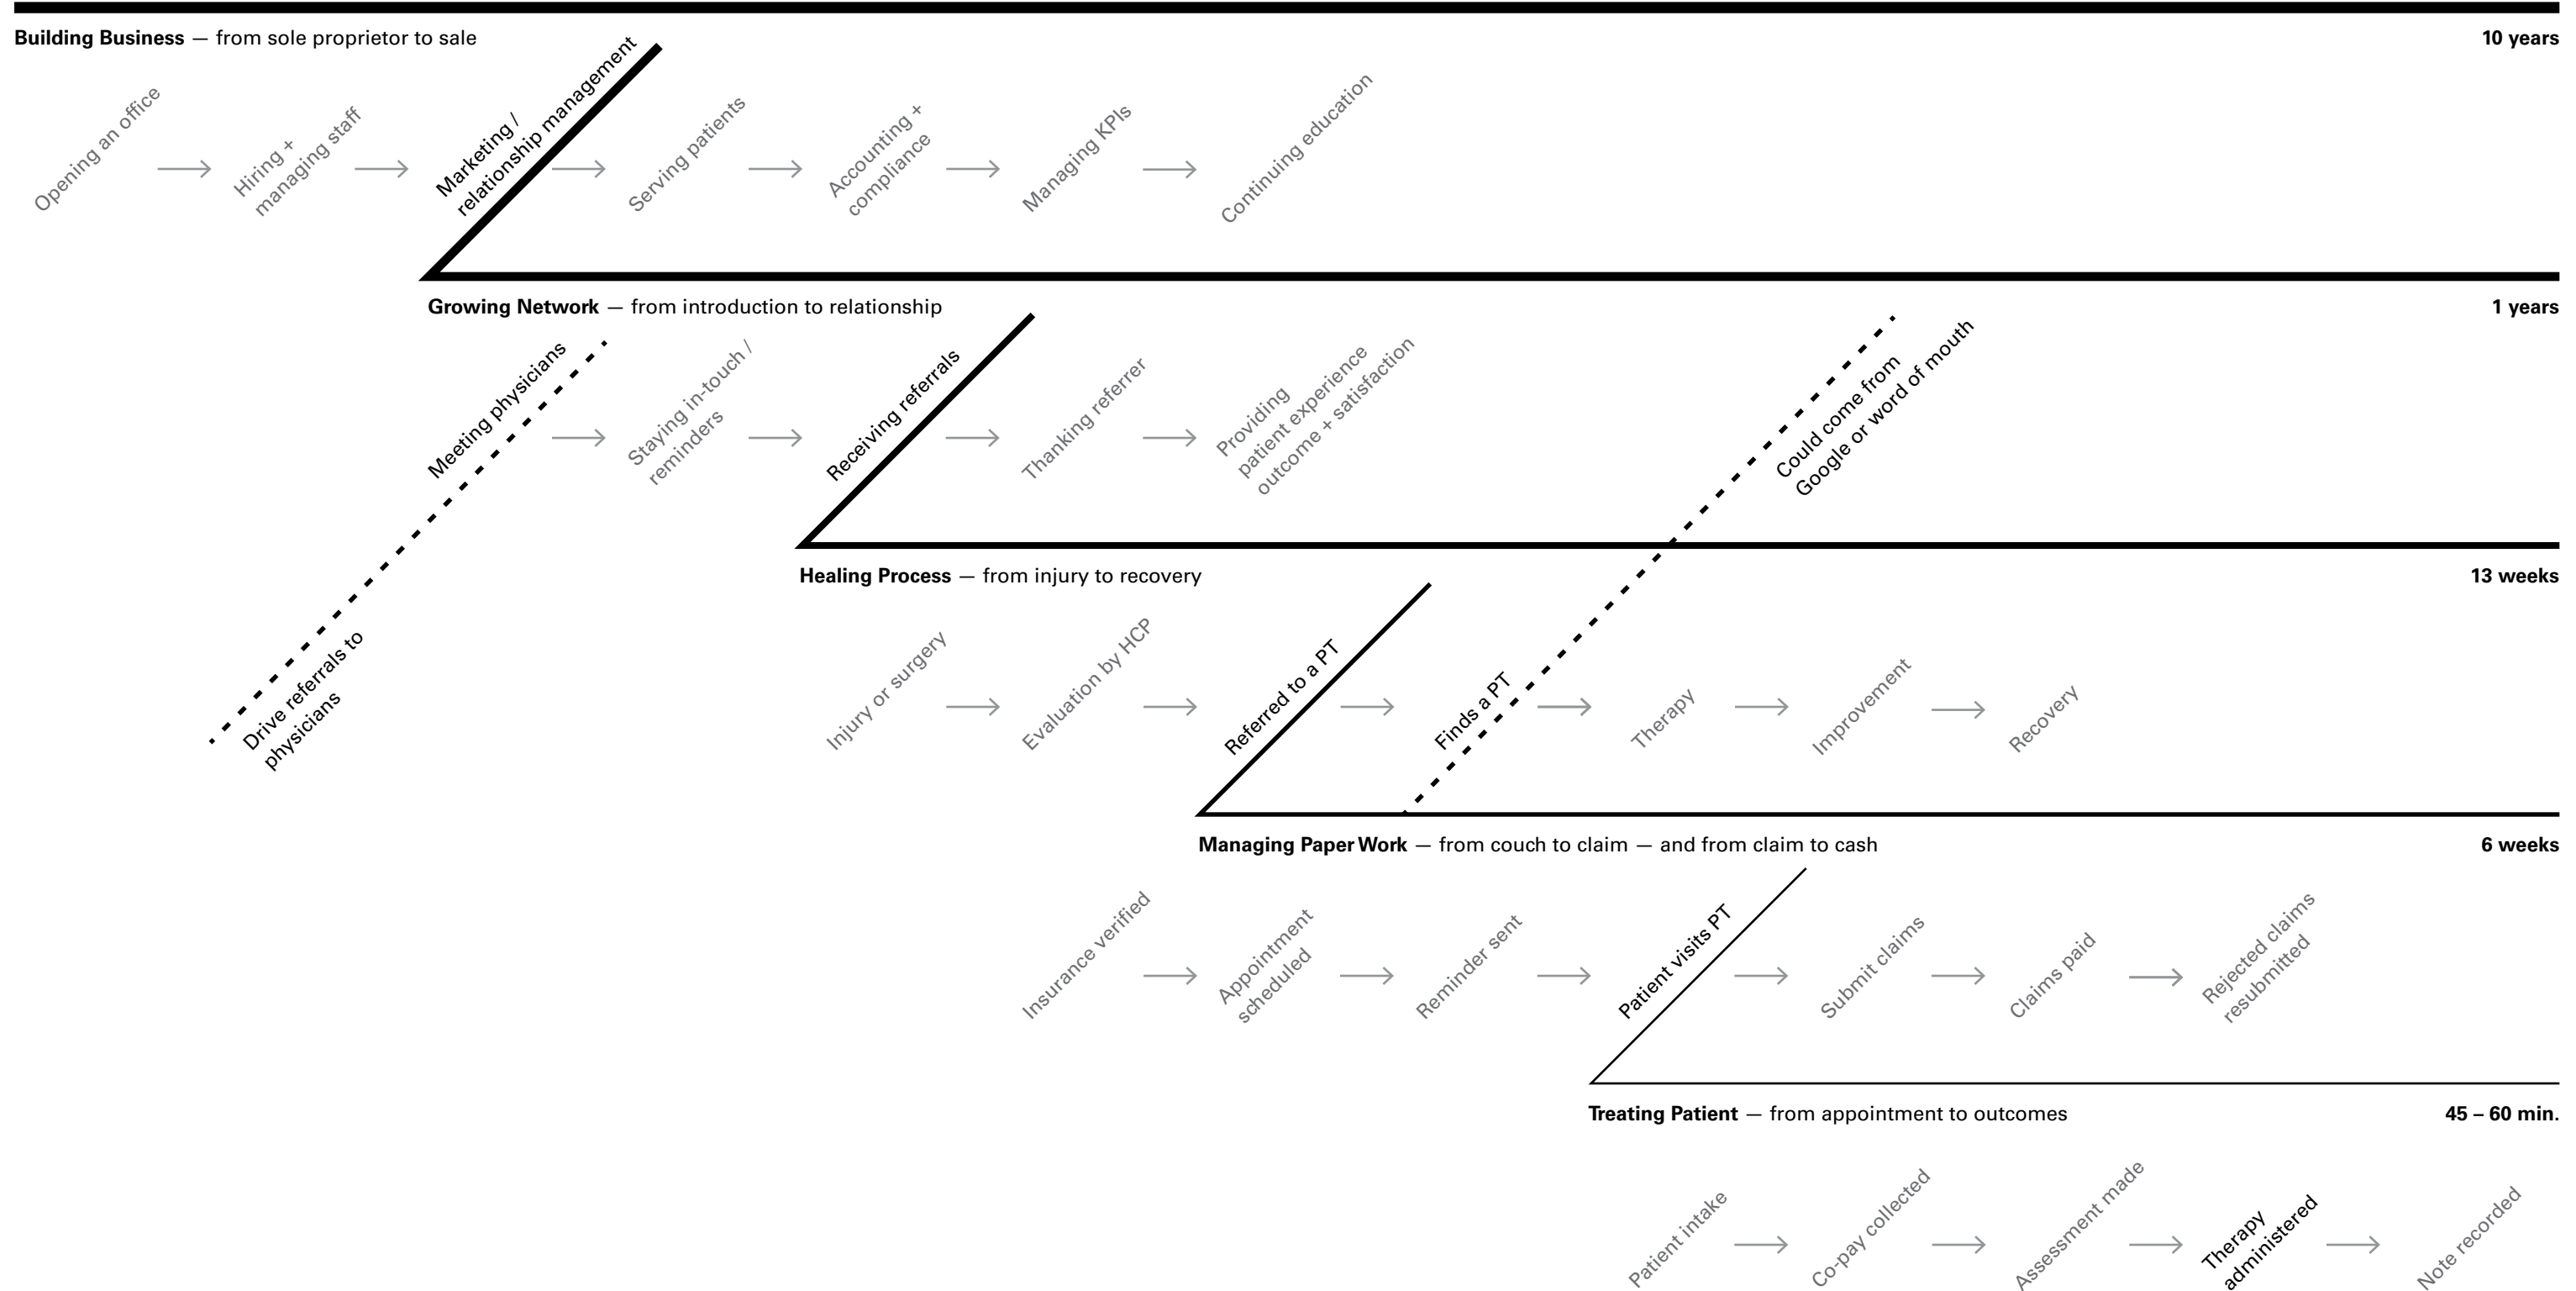 Building Business — from sole proprietor to sale
10 years
Opening an office
Hiring +
managing staff
Marketing /
relationship management
Serving patients
Accounting +
compliance
Managing KPIs
Continuing education
Growing Network — from introduction to relationship
1 years
Meeting physicians
Staying in-touch /
reminders
Receiving referrals
Thanking referrer
Providing
patient experience
outcome + satisfaction
Could come from
Google or word of mouth
Drive referrals to
physicians
Healing Process — from injury to recovery
13 weeks
Injury or surgery
Evaluation by HCP
Referred to a PT
Finds a PT
Therapy
Improvement
Recovery
Managing Paper Work — from couch to claim — and from claim to cash
6 weeks
Insurance verified
Appointment
scheduled
Reminder sent
Patient visits PT
Submit claims
Claims paid
Rejected claims
resubmitted
Treating Patient — from appointment to outcomes
45 – 60 min.
Patient intake
Co-pay collected
Assessment made
Therapy
administered
Note recorded